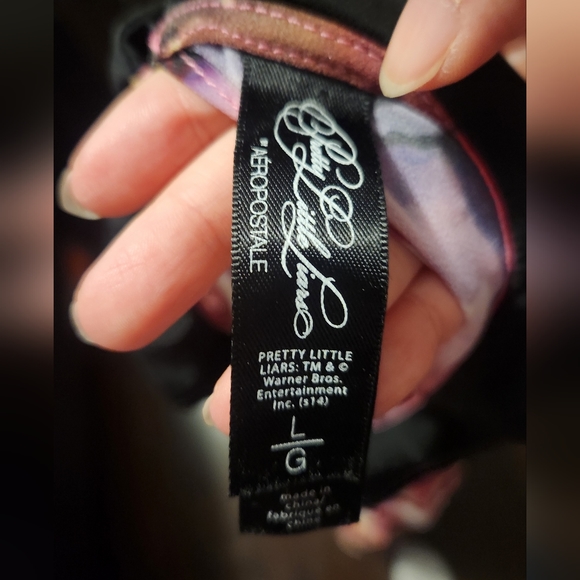 Pretty Little Liars
*AÉROPOSTALE
PRETTY LITTLE
LIARS: TM & ©
Warner Bros.
Entertainment
Inc. (s14)
L
G
made in
china/
fabriqué en
chine